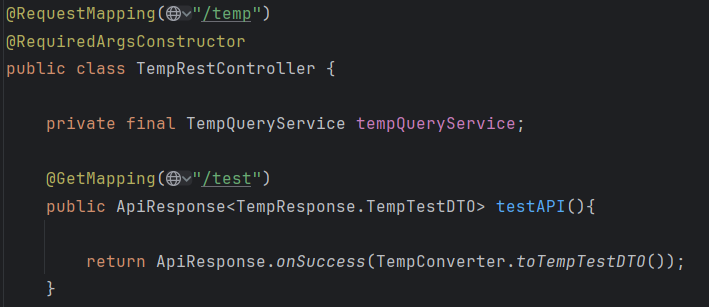 @RequestMapping("/temp")
@RequiredArgsConstructor
public class TempRestController {
private final TempQueryService tempQueryService;
@GetMapping("/test")
public ApiResponse<TempResponse.TempTestDTO> testAPI(){
return ApiResponse.onSuccess(TempConverter.toTempTestDTO());
}